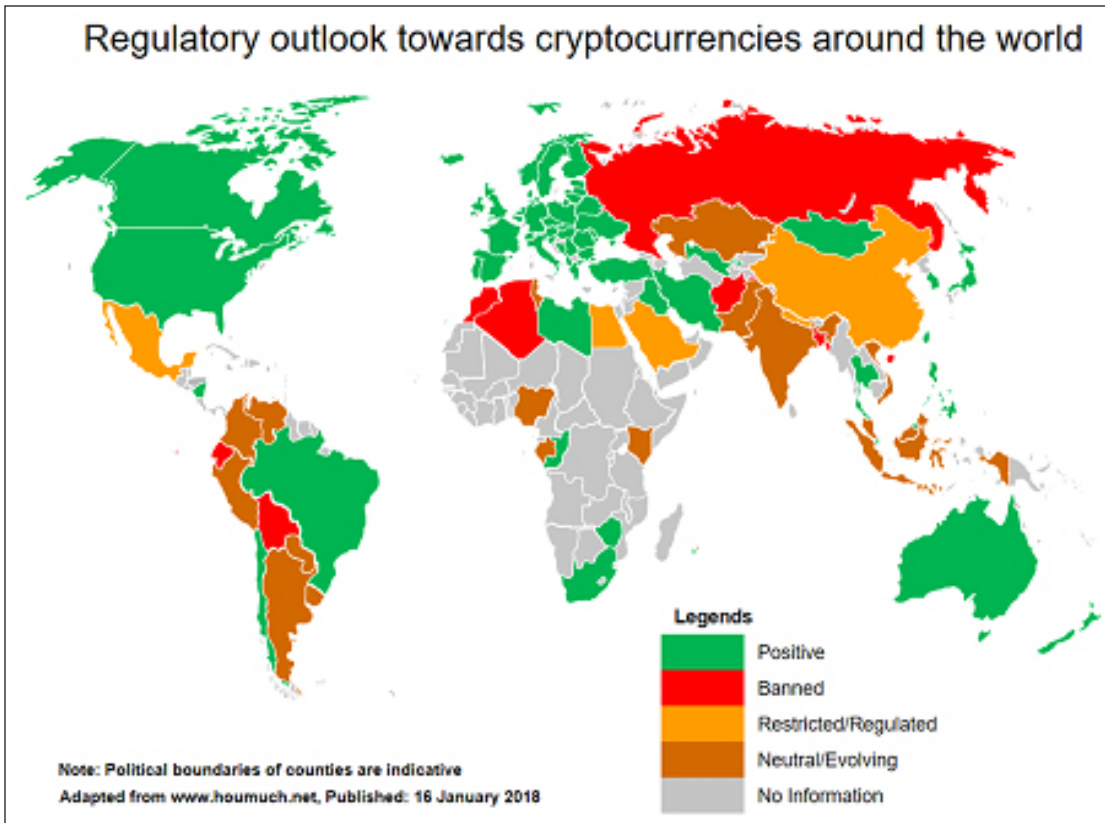 Regulatory outlook towards cryptocurrencies around the world
Legends
Positive
Banned
Restricted/Regulated
Neutral/Evolving
No Information
Note: Political boundaries of counties are indicative
Adapted from www.houmuch.net, Published: 16 January 2018